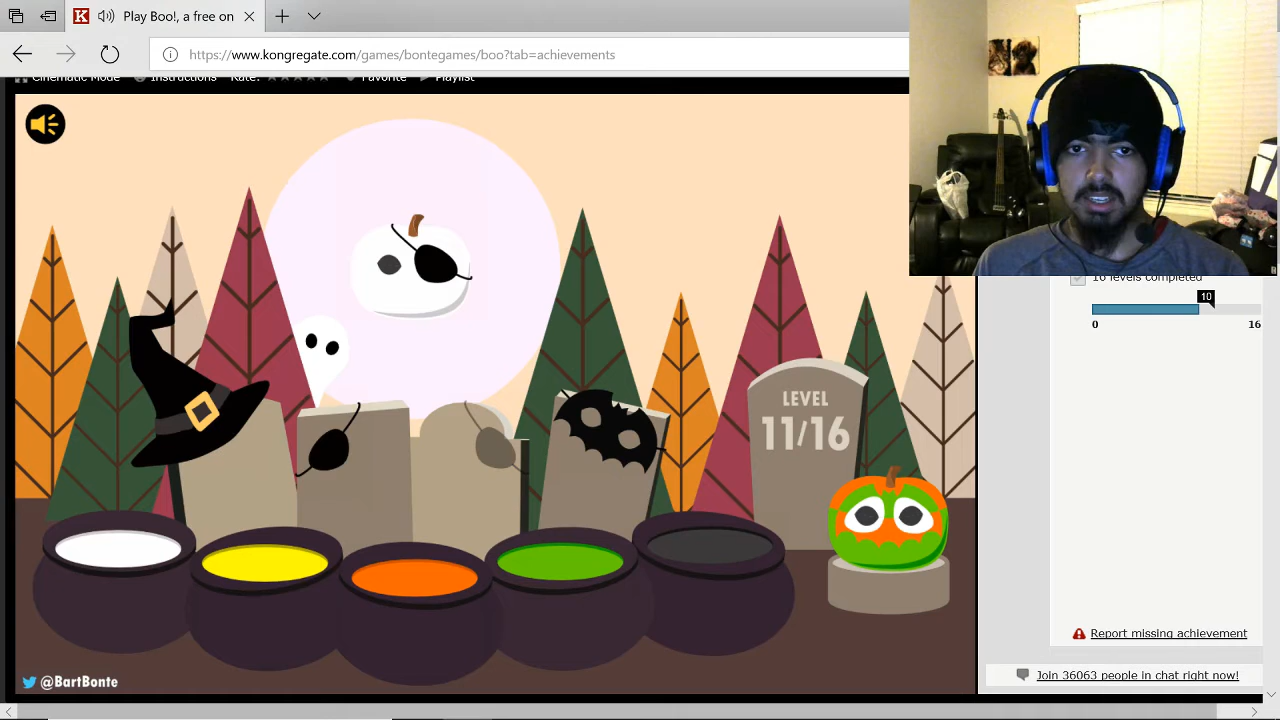 K Play Boo!, a free on
https://www.kongregate.com/games/bontegames/boo?tab=achievements
Cinematic Mode Instructions Rate: Favorite Playlist
16 levels completed
10
0 16
LEVEL
11/16
Report missing achievement
Join 36063 people in chat right now!
@BartBonte